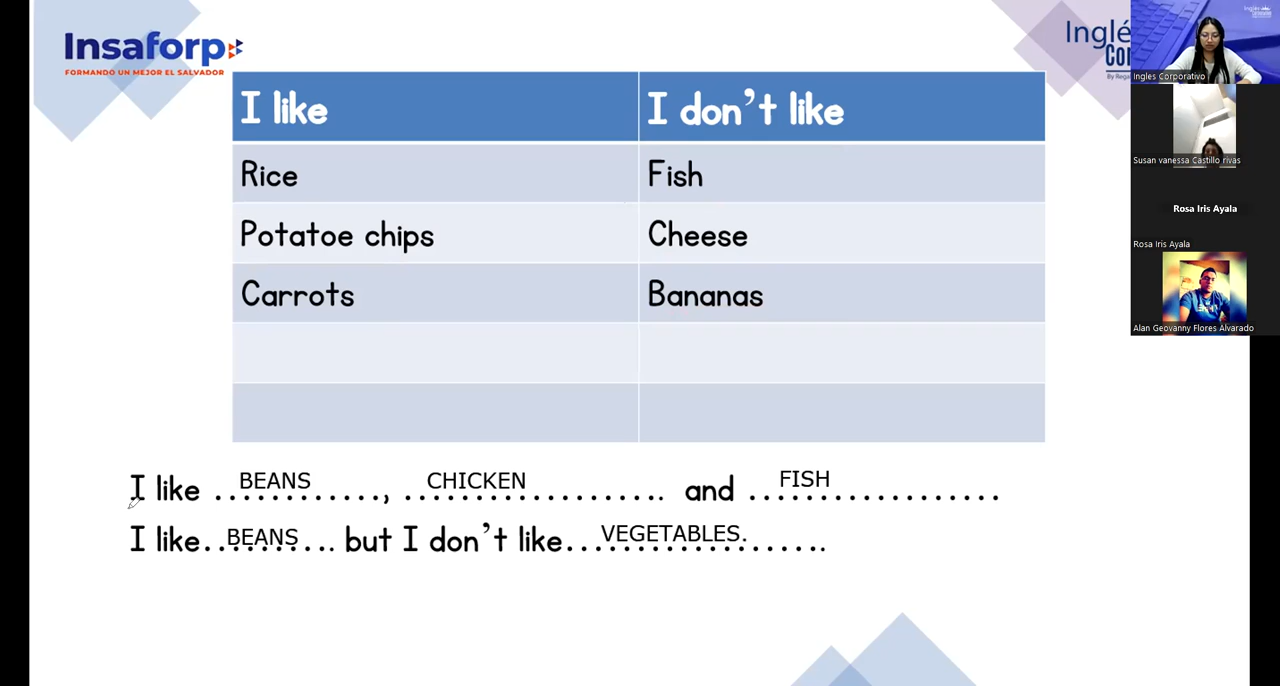 Insaforp
FORMANDO UN MEJOR EL SALVADOR
Inglé
I like
I don't like
Rice
Fish
Potatoe chips
Cheese
Carrots
Bananas
I like ............, BEANS ................... CHICKEN and ................... FISH
I like......... BEANS but I don't like................... VEGETABLES.
Ingles Corporativo
Susan vanessa Castillo rivas
Rosa Iris Ayala
Rosa Iris Ayala
Alan Geovanny Flores Alvarado